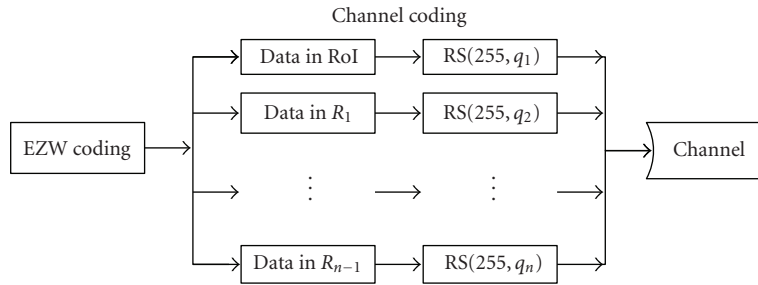 Channel coding
Data in RoI
RS(255, q₁)
Data in R₁
RS(255, q₂)
EZW coding
Channel
⋮
⋮
Data in Rₙ₋₁
RS(255, qₙ)